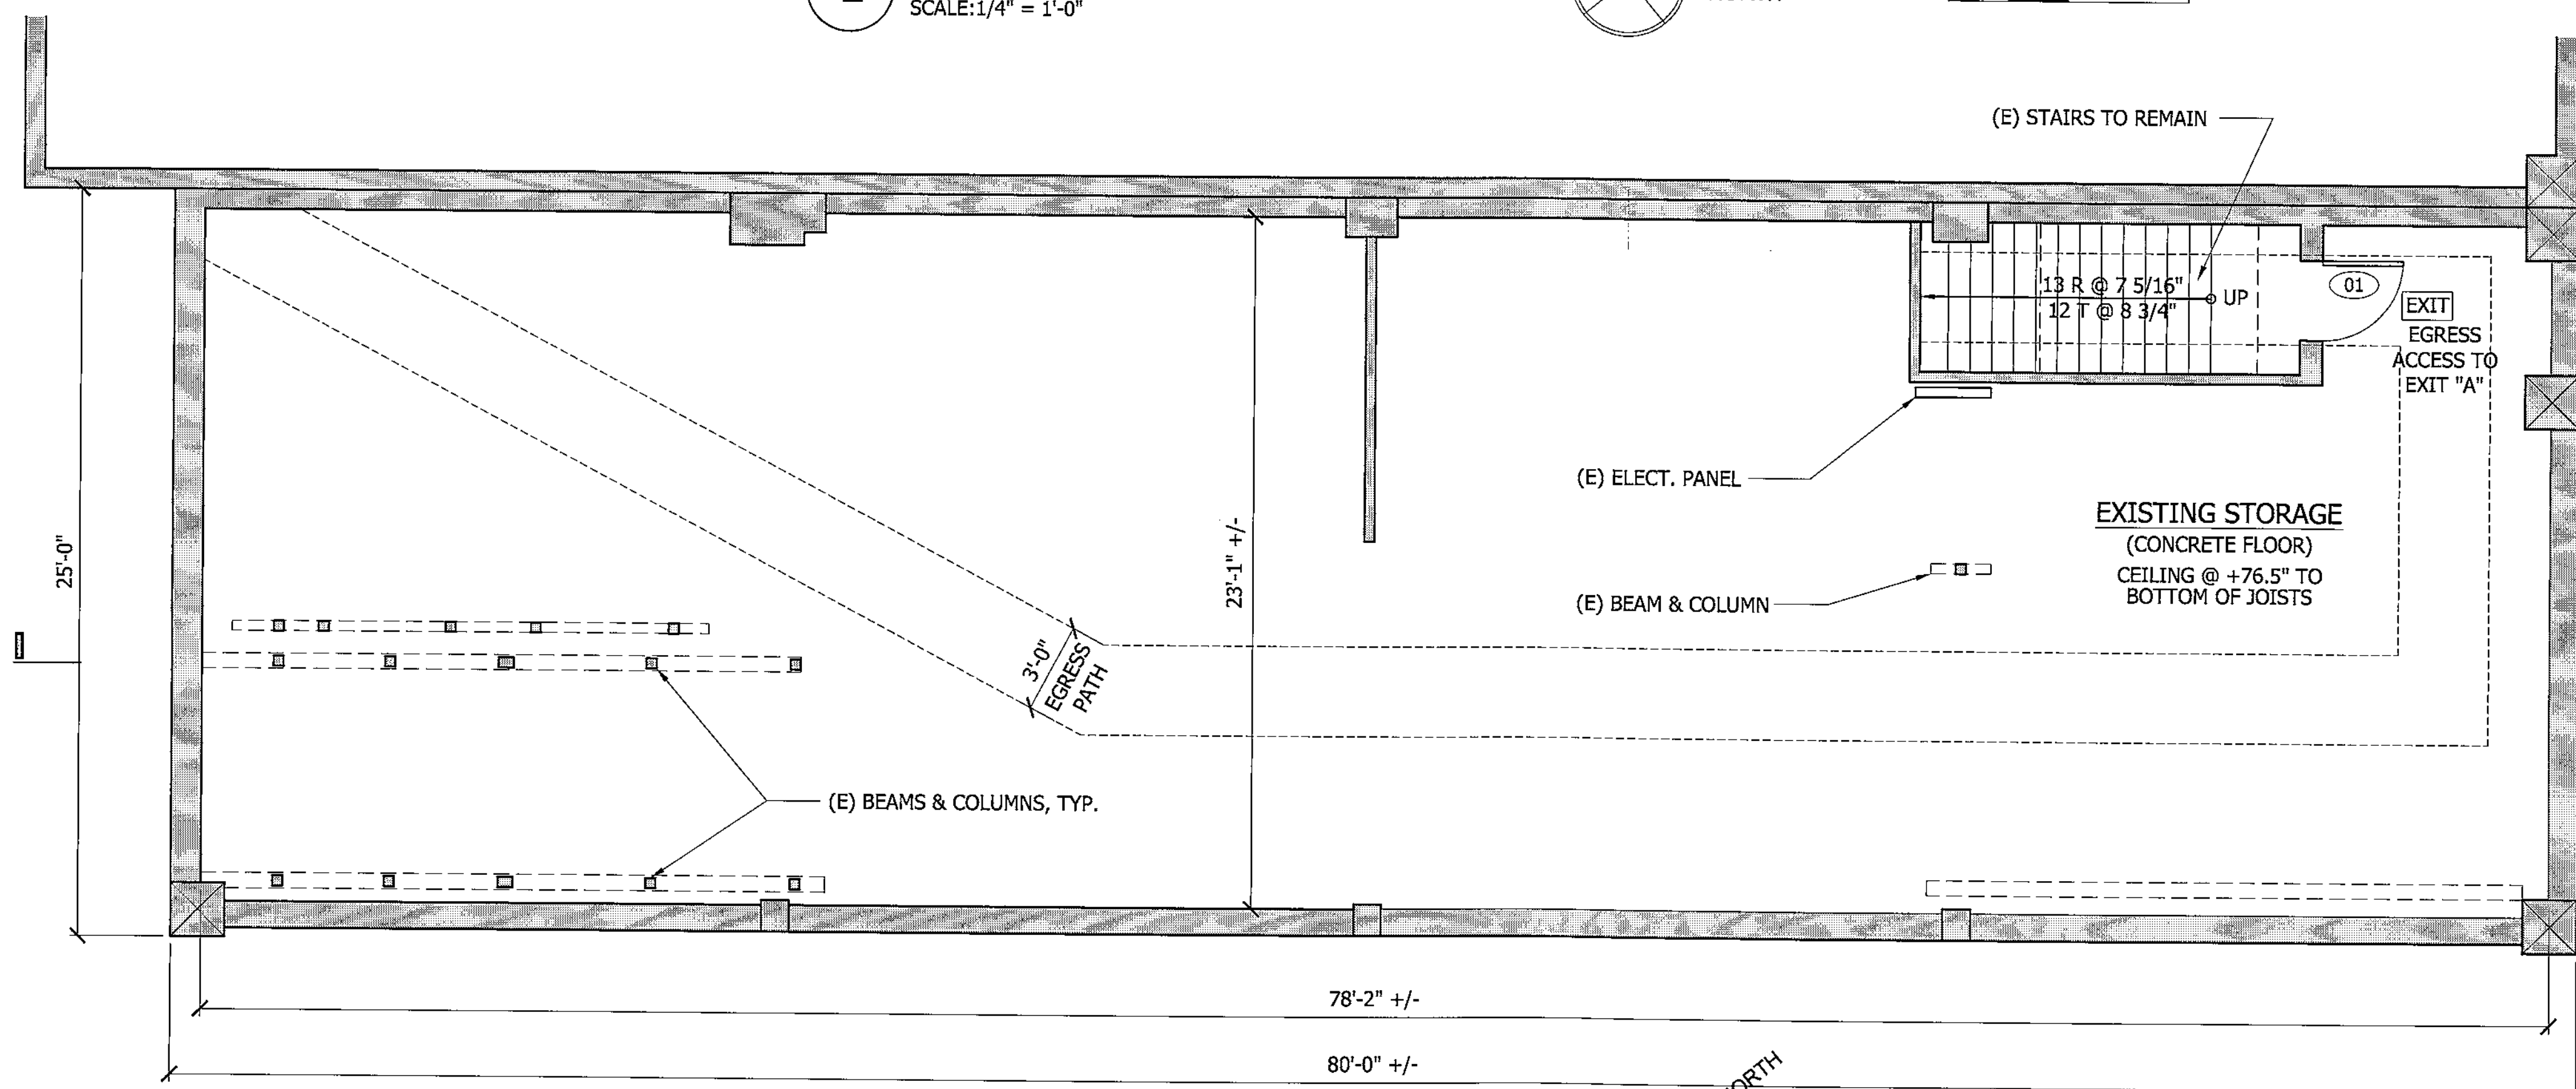 SCALE:1/4" = 1'-0"
(E) STAIRS TO REMAIN
13 R @ 7 5/16"
12 T @ 8 3/4"
UP
01
EXIT
EGRESS
ACCESS TO
EXIT "A"
(E) ELECT. PANEL
EXISTING STORAGE
(CONCRETE FLOOR)
CEILING @ +76.5" TO
BOTTOM OF JOISTS
(E) BEAM & COLUMN
25'-0"
23'-1" +/-
3'-0"
EGRESS
PATH
(E) BEAMS & COLUMNS, TYP.
78'-2" +/-
80'-0" +/-